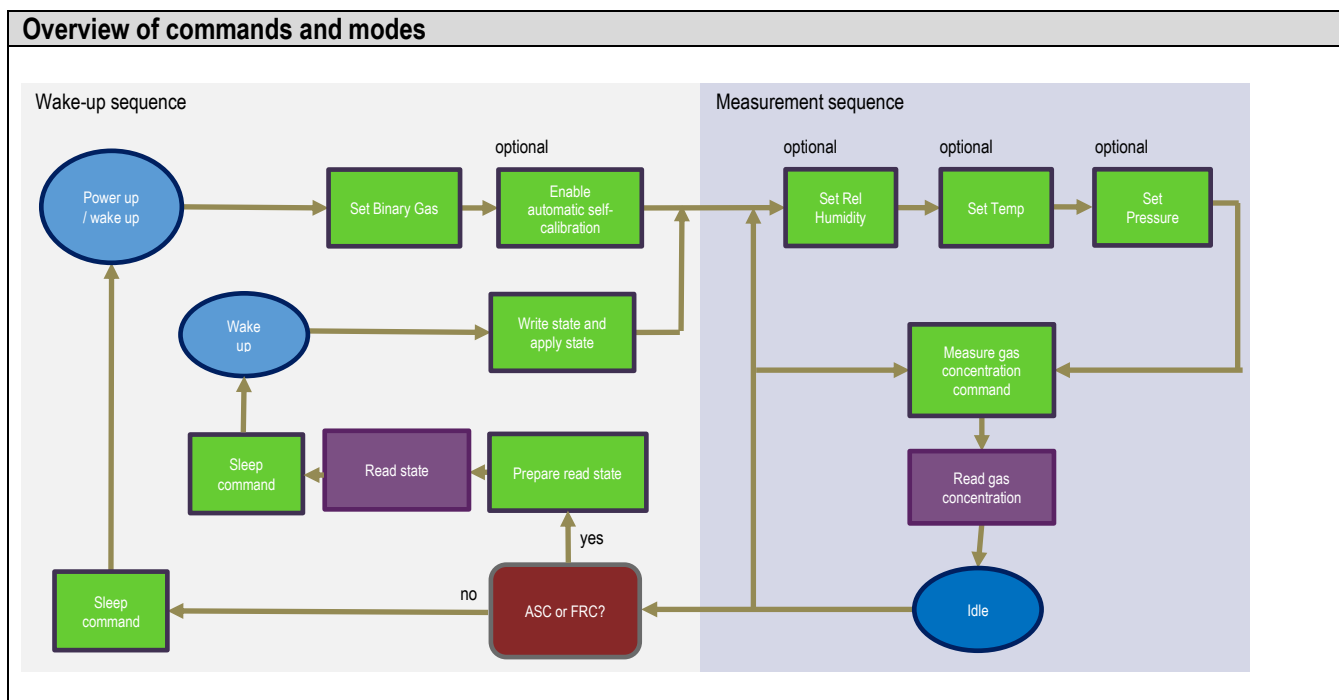 Overview of commands and modes
Wake-up sequence
Measurement sequence
optional
optional
optional
optional
Power up
/ wake up
Set Binary Gas
Enable
automatic self-
calibration
Set Rel
Humidity
Set Temp
Set
Pressure
Wake
up
Write state and
apply state
Measure gas
concentration
command
Sleep
command
Read state
Prepare read state
Read gas
concentration
yes
Sleep
command
no
ASC or FRC?
Idle